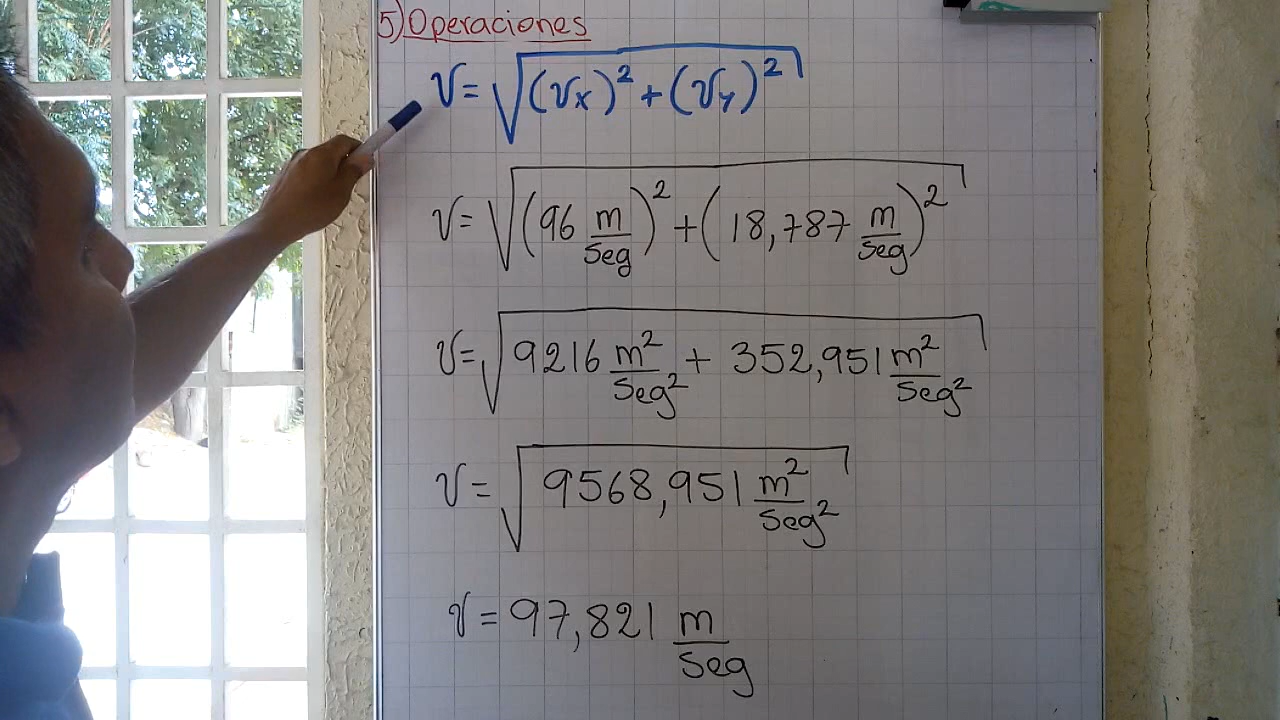 5) Operaciones
V = √(Vx)² + (Vy)²
V = √(96 m/Seg)² + (18,787 m/Seg)²
V = √9216 m²/Seg² + 352,951 m²/Seg²
V = √9568,951 m²/Seg²
V = 97,821 m/Seg